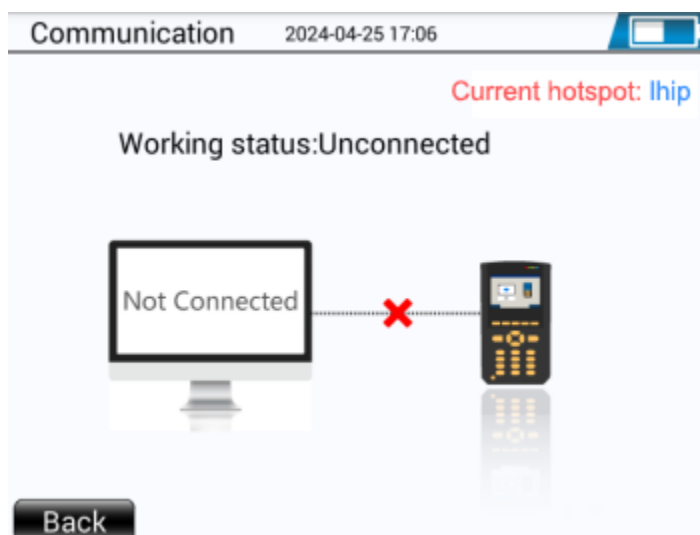 Communication 2024-04-25 17:06
Current hotspot: lhip
Working status:Unconnected
Not Connected
Back